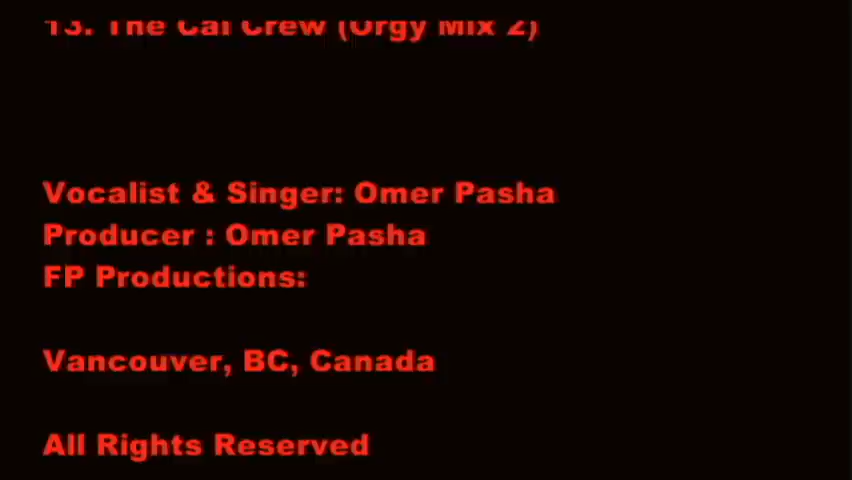 13. The Cal Crew (Orgy Mix 2)
Vocalist & Singer: Omer Pasha
Producer : Omer Pasha
FP Productions:
Vancouver, BC, Canada
All Rights Reserved